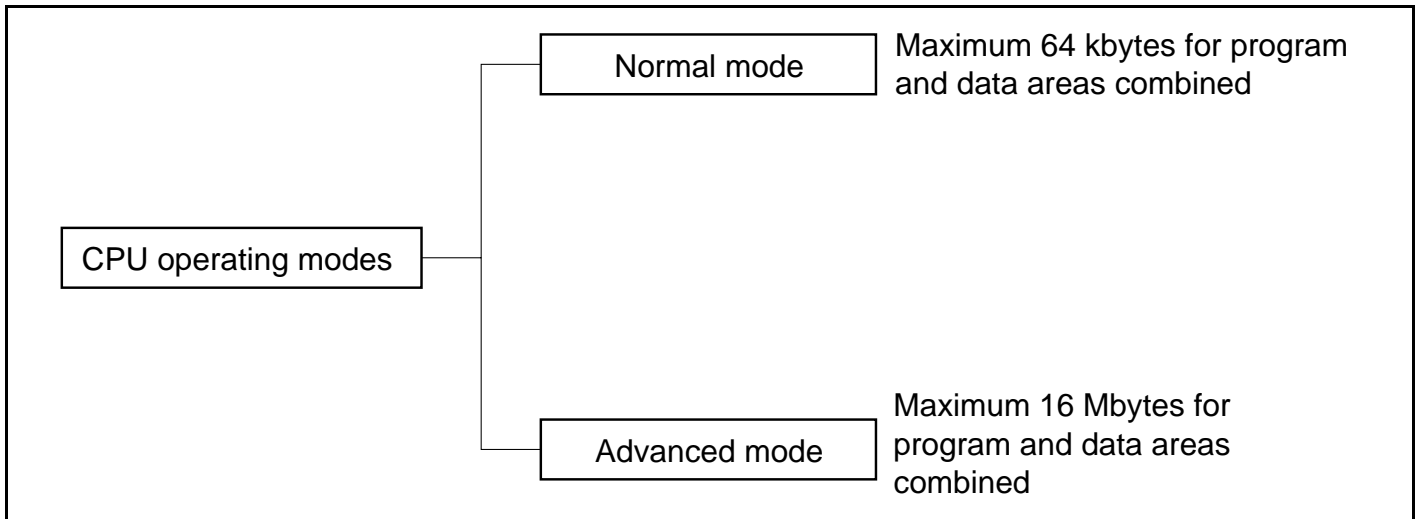 Normal mode
Maximum 64 kbytes for program
and data areas combined
CPU operating modes
Advanced mode
Maximum 16 Mbytes for
program and data areas
combined